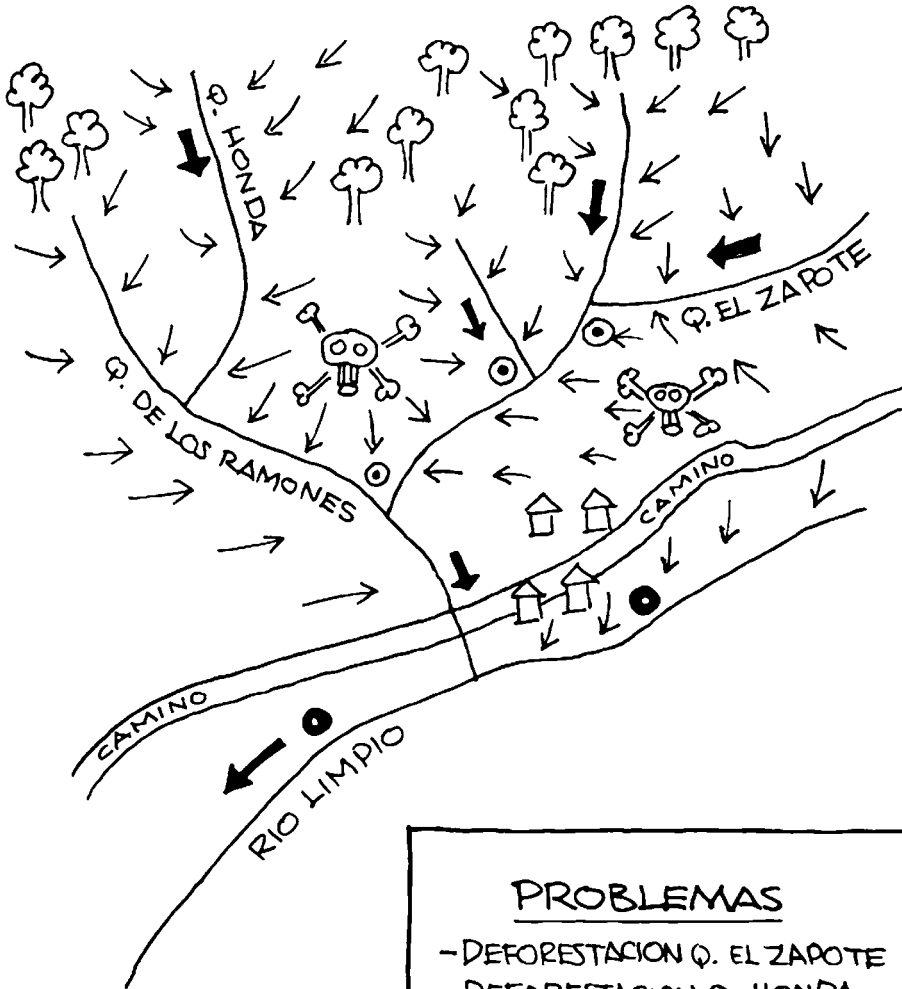 Q. HONDA
Q. EL ZAPOTE
Q. DE LOS RAMONES
CAMINO
CAMINO
RIO LIMPIO
PROBLEMAS
-DEFORESTACION Q. EL ZAPOTE